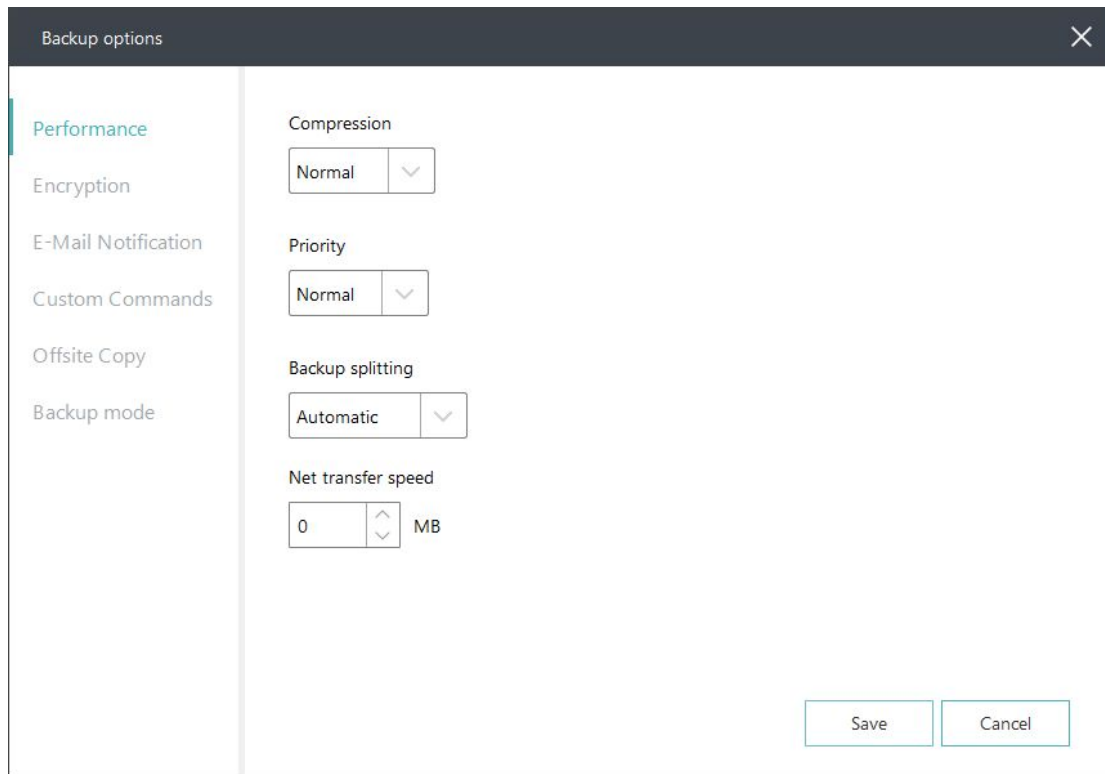 Backup options
Performance
Encryption
E-Mail Notification
Custom Commands
Offsite Copy
Backup mode
Compression
Normal
Priority
Normal
Backup splitting
Automatic
Net transfer speed
0 MB
Save Cancel